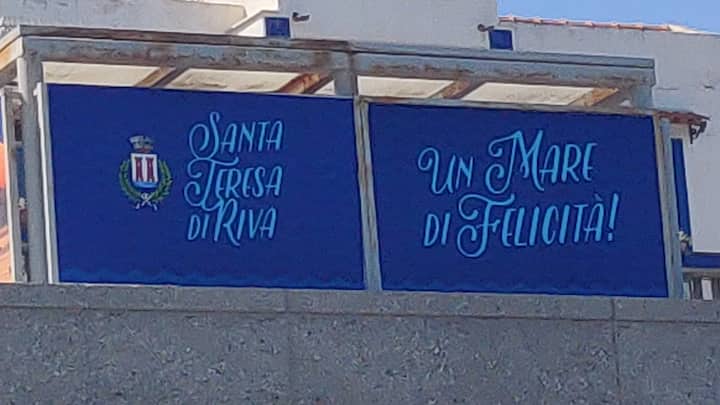 Santa
Teresa
di Riva
Un Mare
di Felicità!